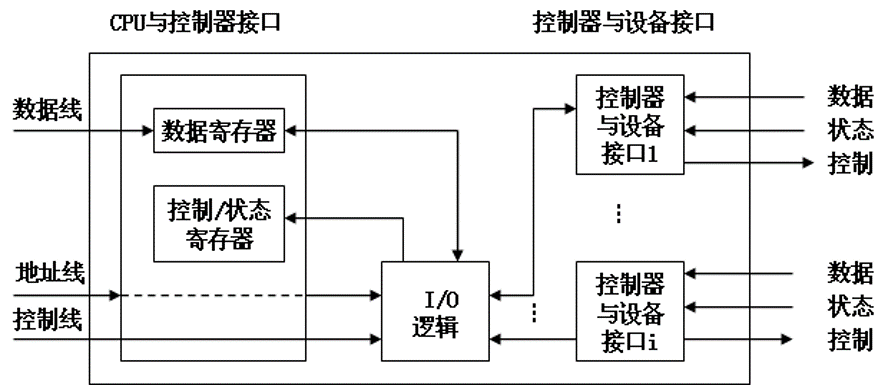 CPU与控制器接口
控制器与设备接口
数据线
数据寄存器
控制/状态
寄存器
地址线
控制线
I/O
逻辑
控制器
与设备
接口1
数据
状态
控制
控制器
与设备
接口i
数据
状态
控制